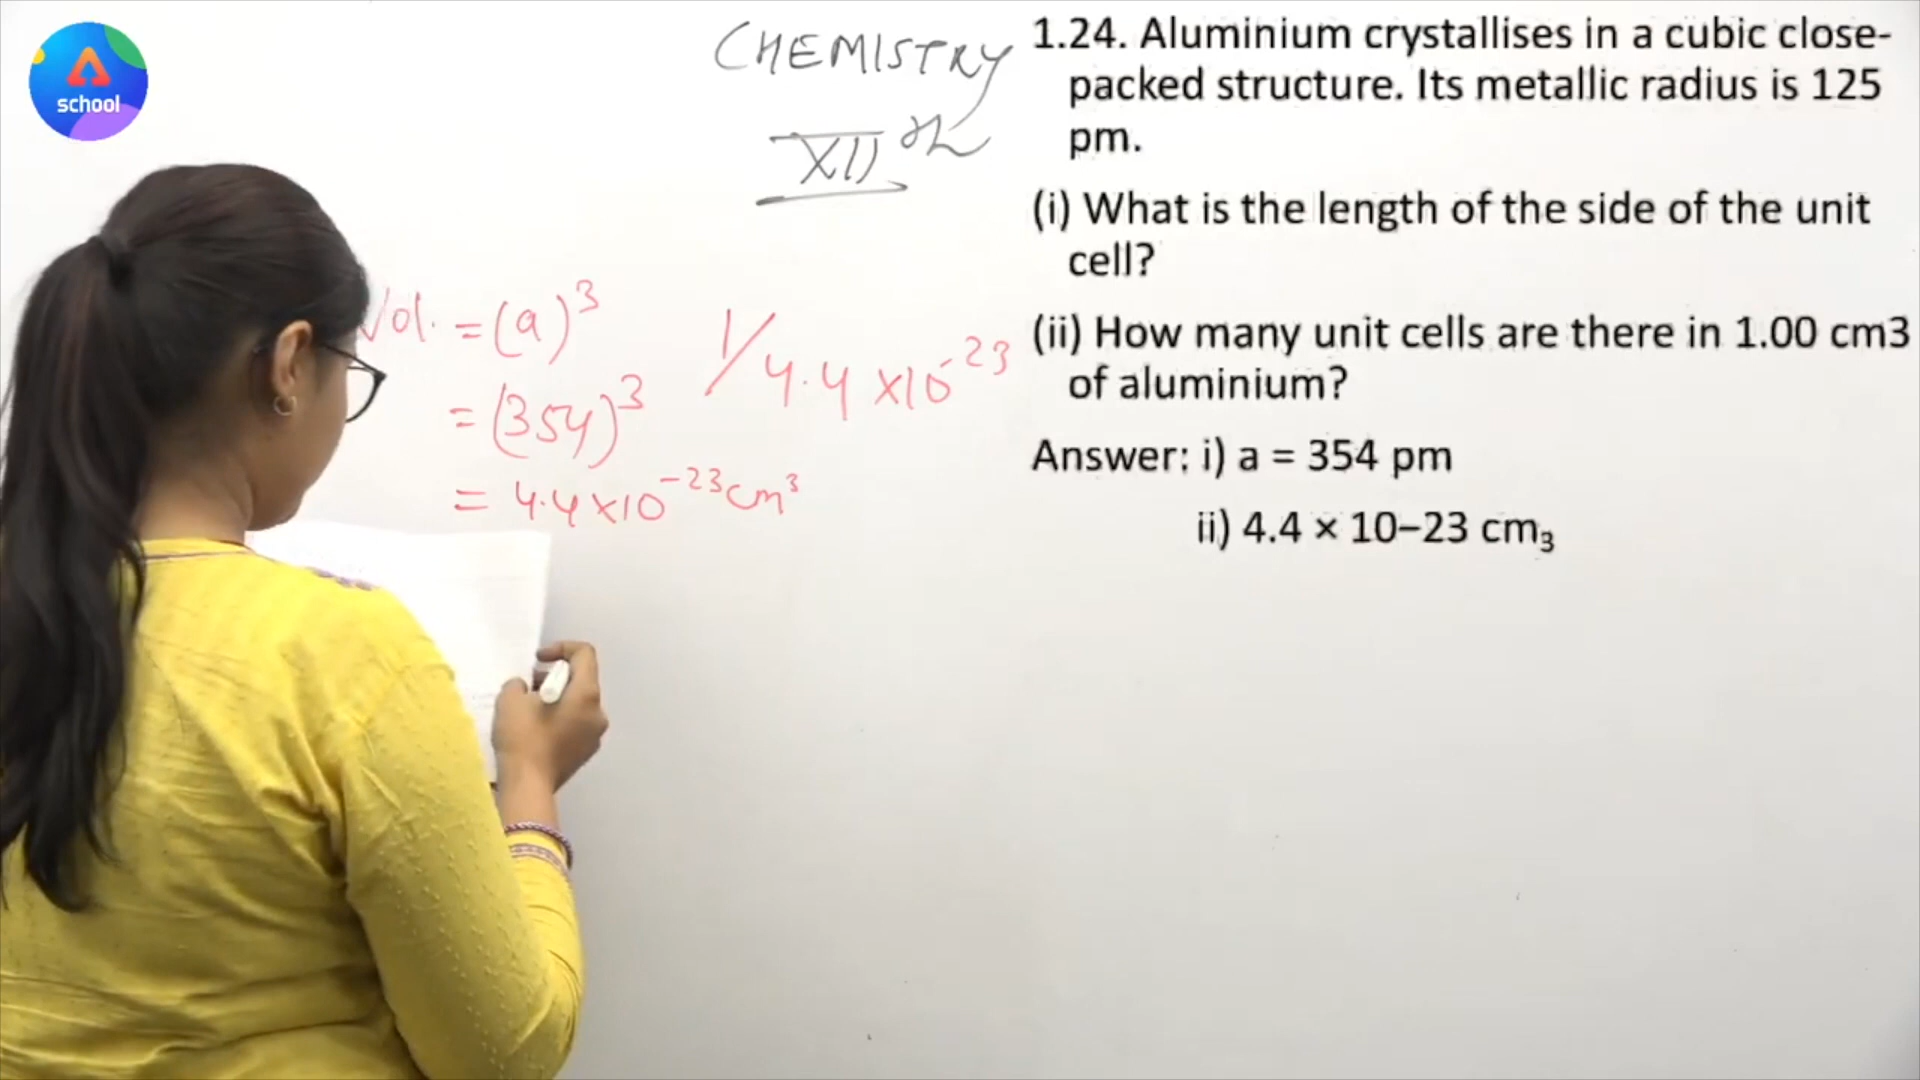 school
CHEMISTRY
XIIth
Vol. = (a)³
= (354)³
= 4.4 x 10⁻²³ cm³
1/4.4 x 10⁻²³
1.24. Aluminium crystallises in a cubic close-
packed structure. Its metallic radius is 125
pm.
(i) What is the length of the side of the unit
cell?
(ii) How many unit cells are there in 1.00 cm3
of aluminium?
Answer: i) a = 354 pm
ii) 4.4 × 10–23 cm₃